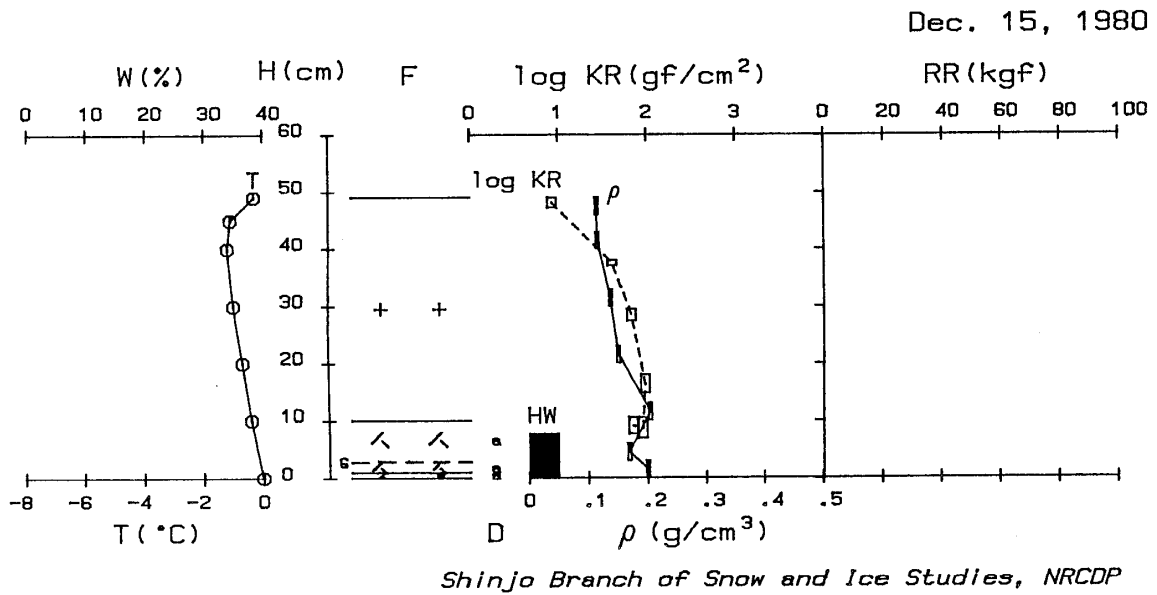 Dec. 15, 1980
W(%) H(cm) F log KR(gf/cm²) RR(kgf)
0 10 20 30 40 0 1 2 3 0 20 40 60 80 100
60
T log KR ρ
50
40
30
20
10 HW
a
G
0
-8 -6 -4 -2 0 0 .1 .2 .3 .4 .5
T(°C) D ρ (g/cm³)
Shinjo Branch of Snow and Ice Studies, NRCDP